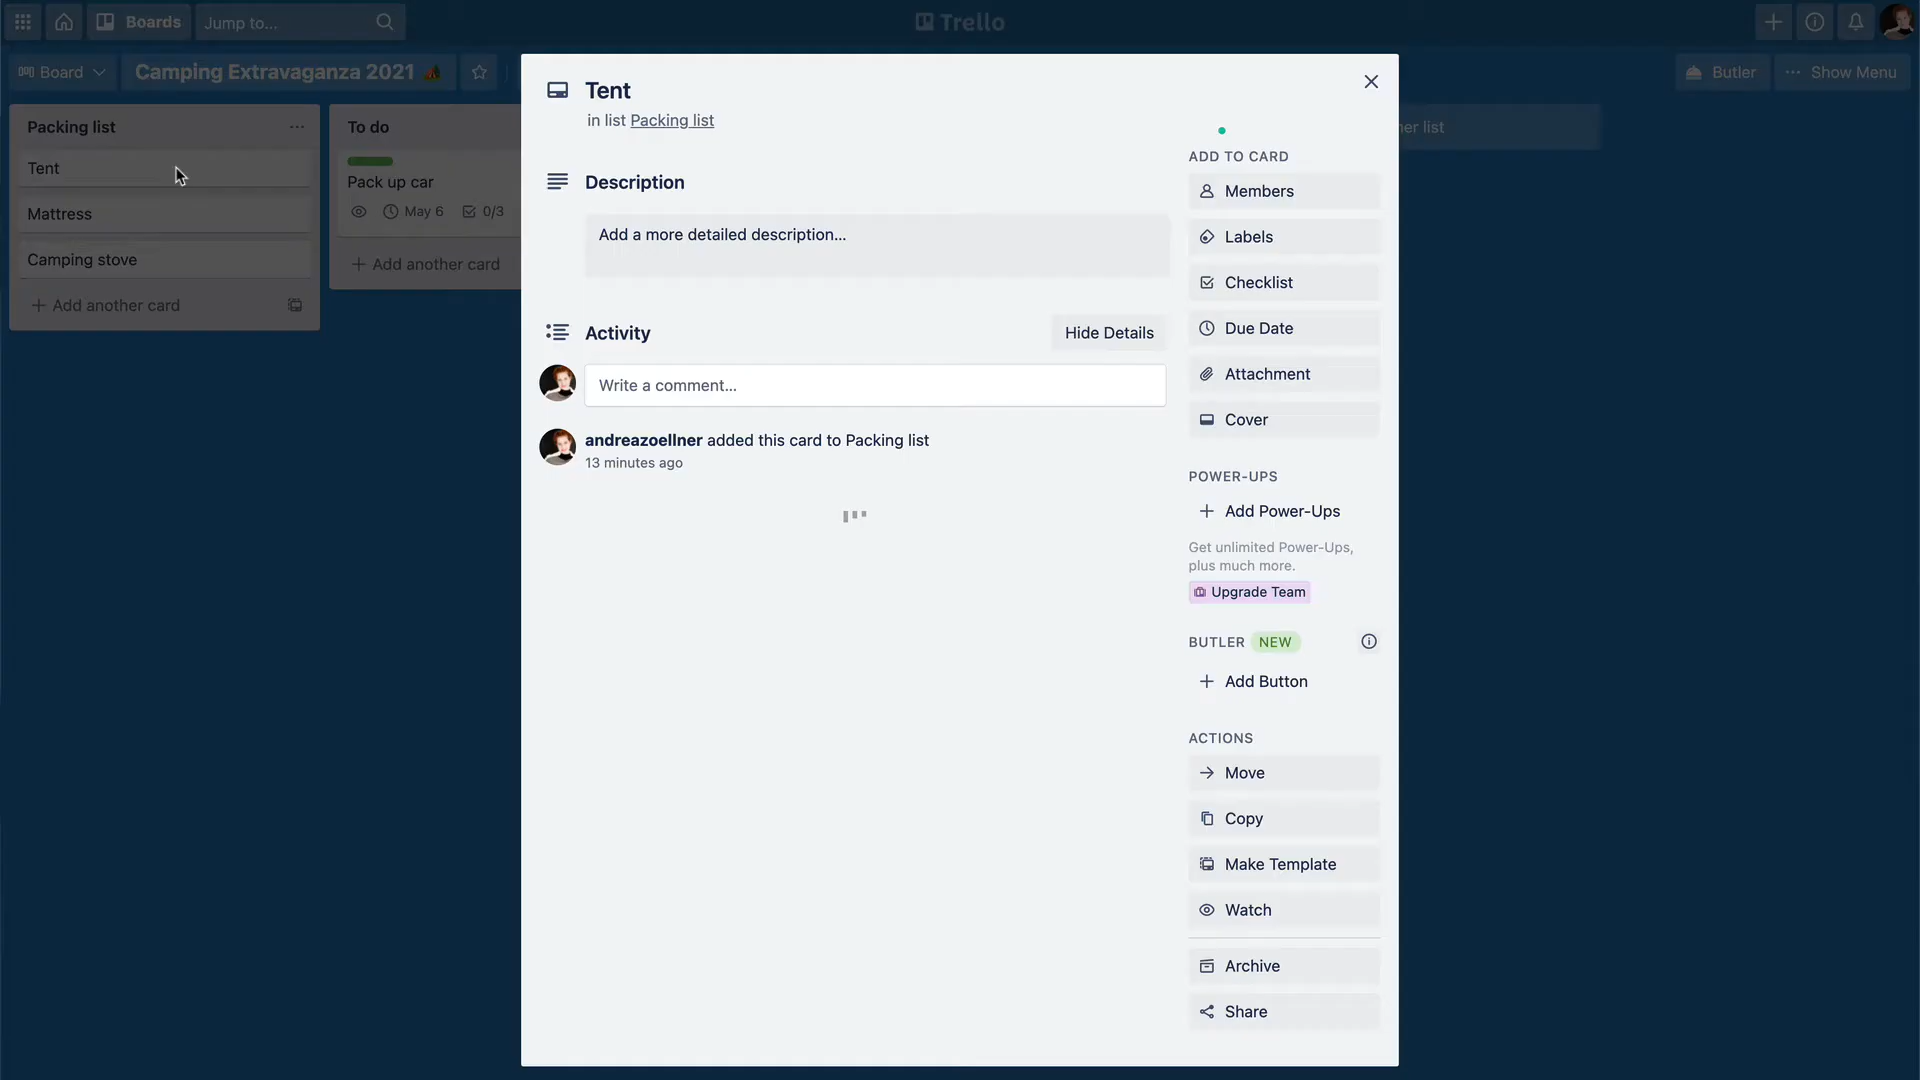 Boards
Jump to...
Trello
Board
Camping Extravaganza 2021
Butler
Show Menu
Packing list
Tent
Mattress
Camping stove
Add another card
To do
Pack up car
May 6
0/3
Add another card
Tent
in list Packing list
Description
Add a more detailed description...
Activity
Hide Details
Write a comment...
andreazoellner added this card to Packing list
13 minutes ago
ADD TO CARD
Members
Labels
Checklist
Due Date
Attachment
Cover
POWER-UPS
Add Power-Ups
Get unlimited Power-Ups,
plus much more.
Upgrade Team
BUTLER NEW
Add Button
ACTIONS
Move
Copy
Make Template
Watch
Archive
Share
list